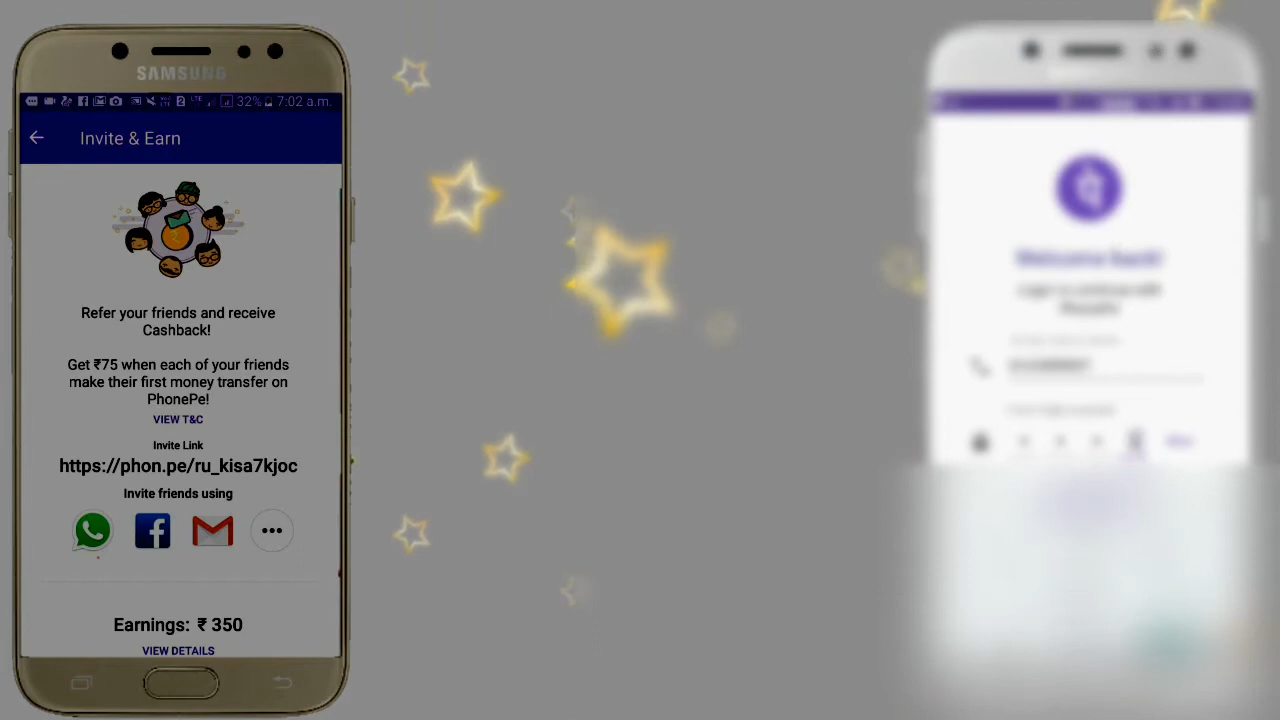 SAMSUNG
32% 7:02 a.m.
Invite & Earn
Refer your friends and receive
Cashback!
Get ₹75 when each of your friends
make their first money transfer on
PhonePe!
VIEW T&C
Invite Link
https://phon.pe/ru_kisa7kjoc
Invite friends using
Earnings: ₹ 350
VIEW DETAILS
Welcome back!